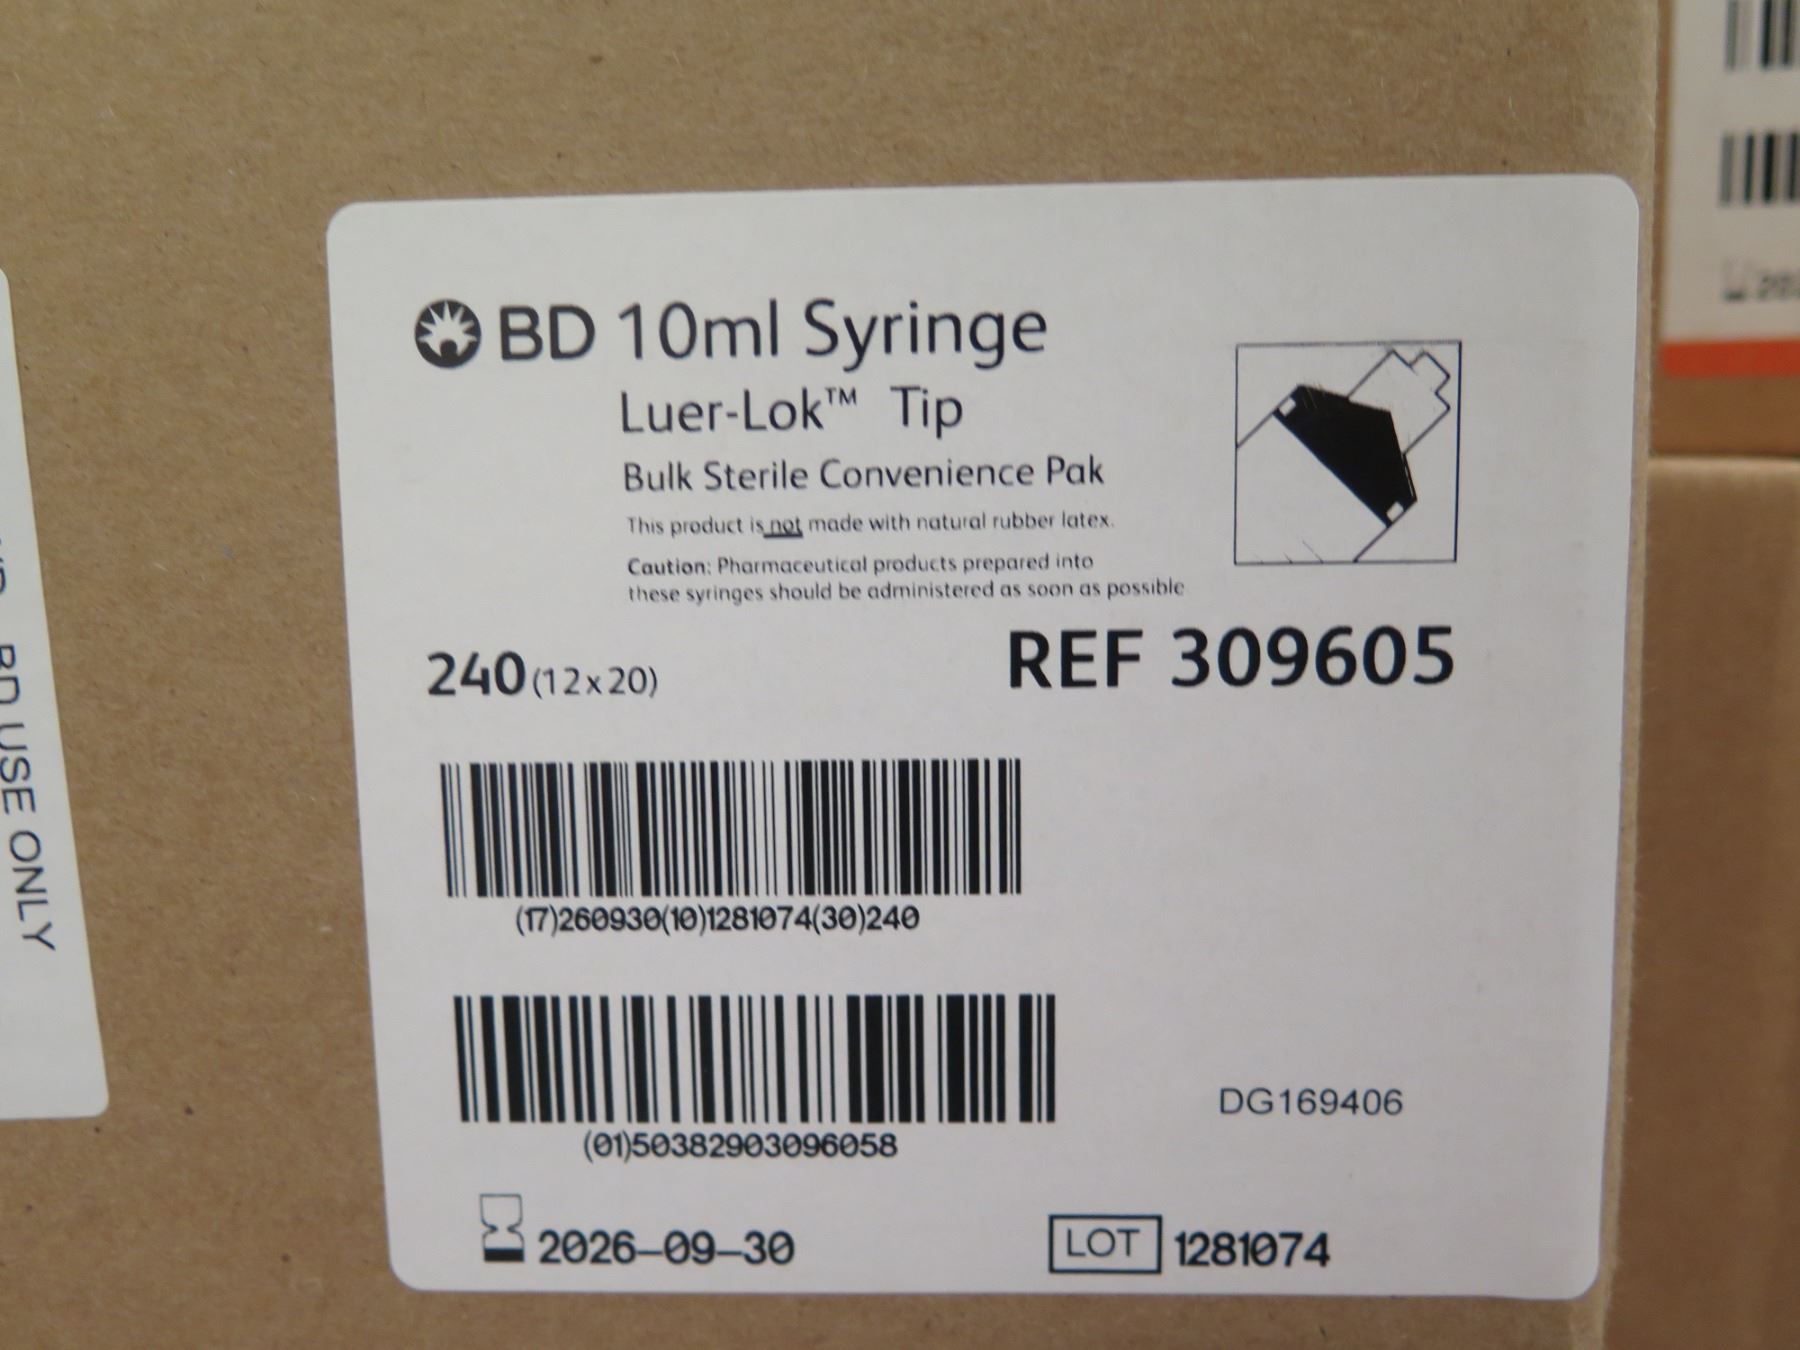 BD 10ml Syringe
Luer-Lok™ Tip
Bulk Sterile Convenience Pak
This product is not made with natural rubber latex.
Caution: Pharmaceutical products prepared into
these syringes should be administered as soon as possible
240 (12x20)
REF 309605
(17)260930(10)1281074(30)240
(01)50382903096058
DG169406
2026-09-30
LOT 1281074
BD USE ONLY